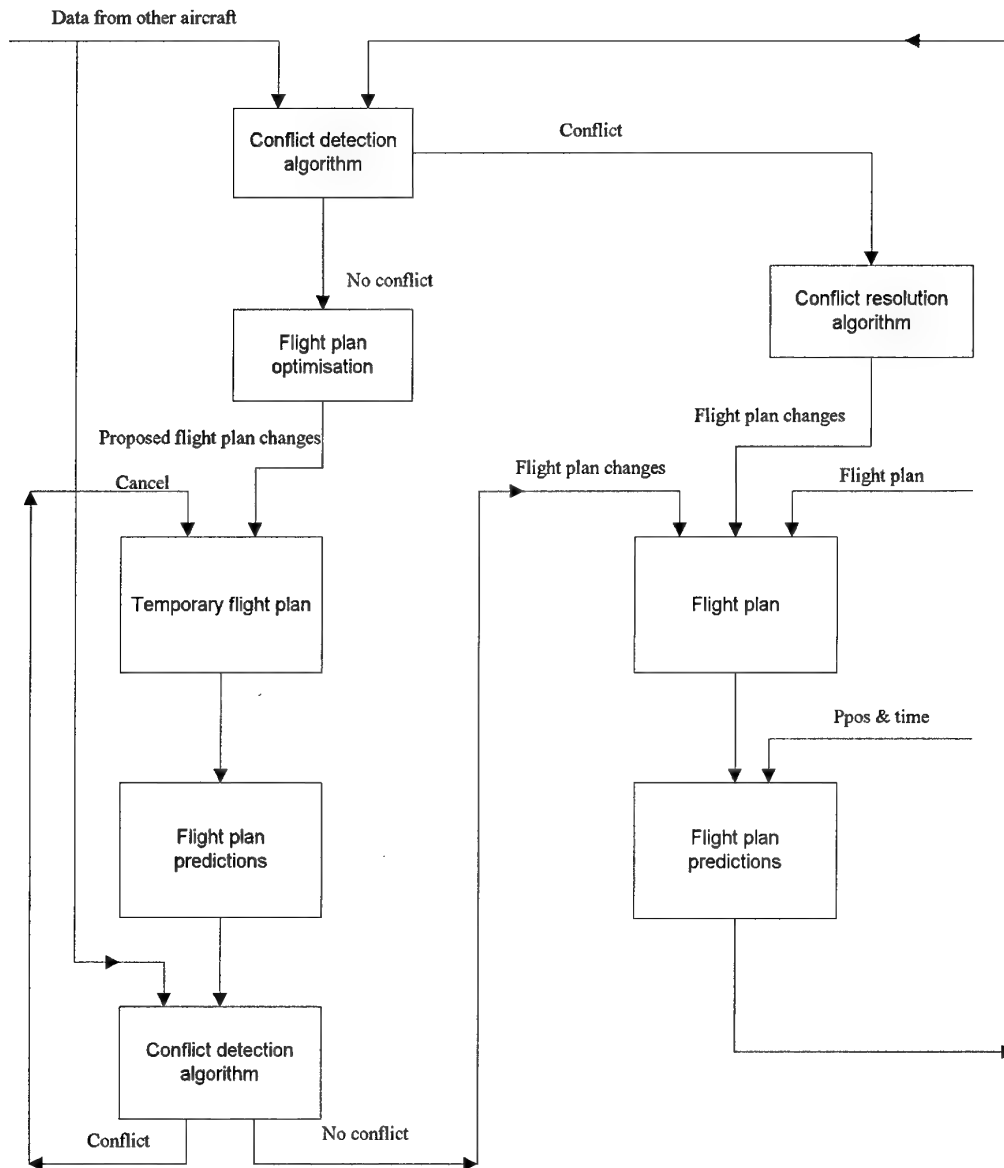 Data from other aircraft
Conflict detection
algorithm
Conflict
No conflict
Conflict resolution
algorithm
Flight plan
optimisation
Proposed flight plan changes
Flight plan changes
Cancel
Flight plan changes
Flight plan
Temporary flight plan
Flight plan
Ppos & time
Flight plan
predictions
Flight plan
predictions
Conflict detection
algorithm
Conflict
No conflict